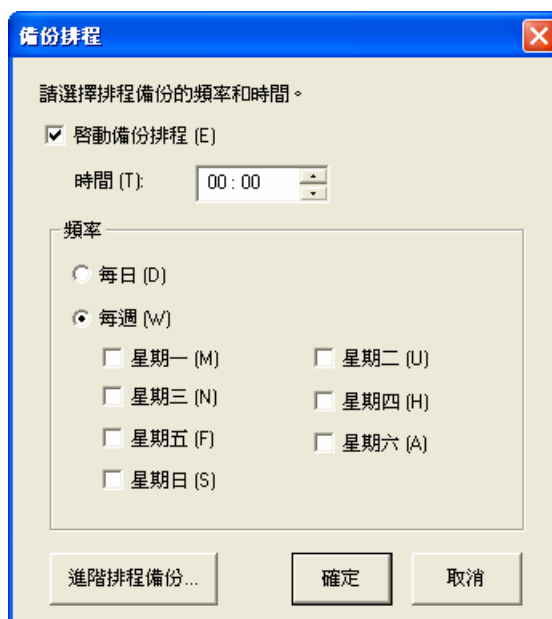 備份排程
請選擇排程備份的頻率和時間。
啓動備份排程 (E)
時間 (T): 00 : 00
頻率
每日 (D)
每週 (W)
星期一 (M) 星期二 (U)
星期三 (N) 星期四 (H)
星期五 (F) 星期六 (A)
星期日 (S)
進階排程備份... 確定 取消